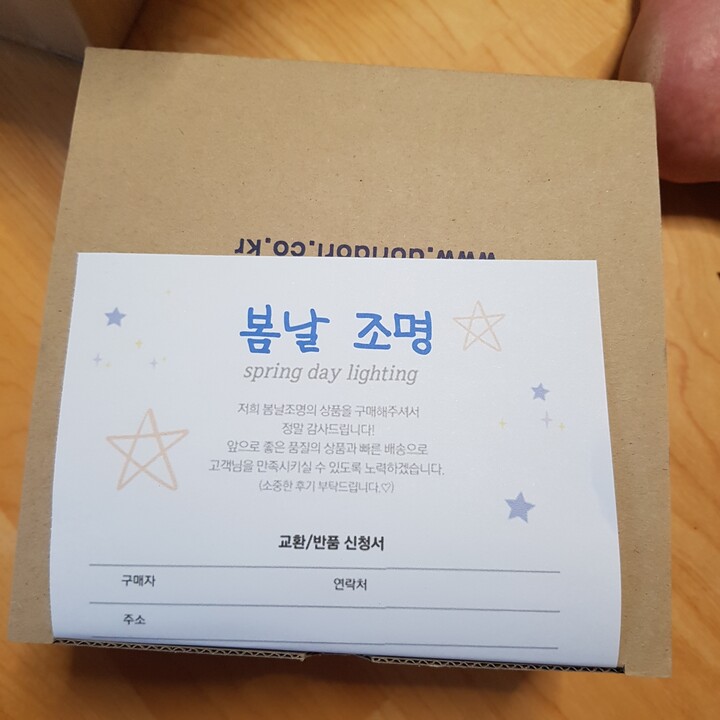 봄날 조명
spring day lighting
저희 봄날조명의 상품을 구매해주셔서
정말 감사드립니다!
앞으로 좋은 품질의 상품과 빠른 배송으로
고객님을 만족시키실 수 있도록 노력하겠습니다.
(소중한 후기 부탁드립니다.♡)
교환/반품 신청서
구매자 연락처
주소